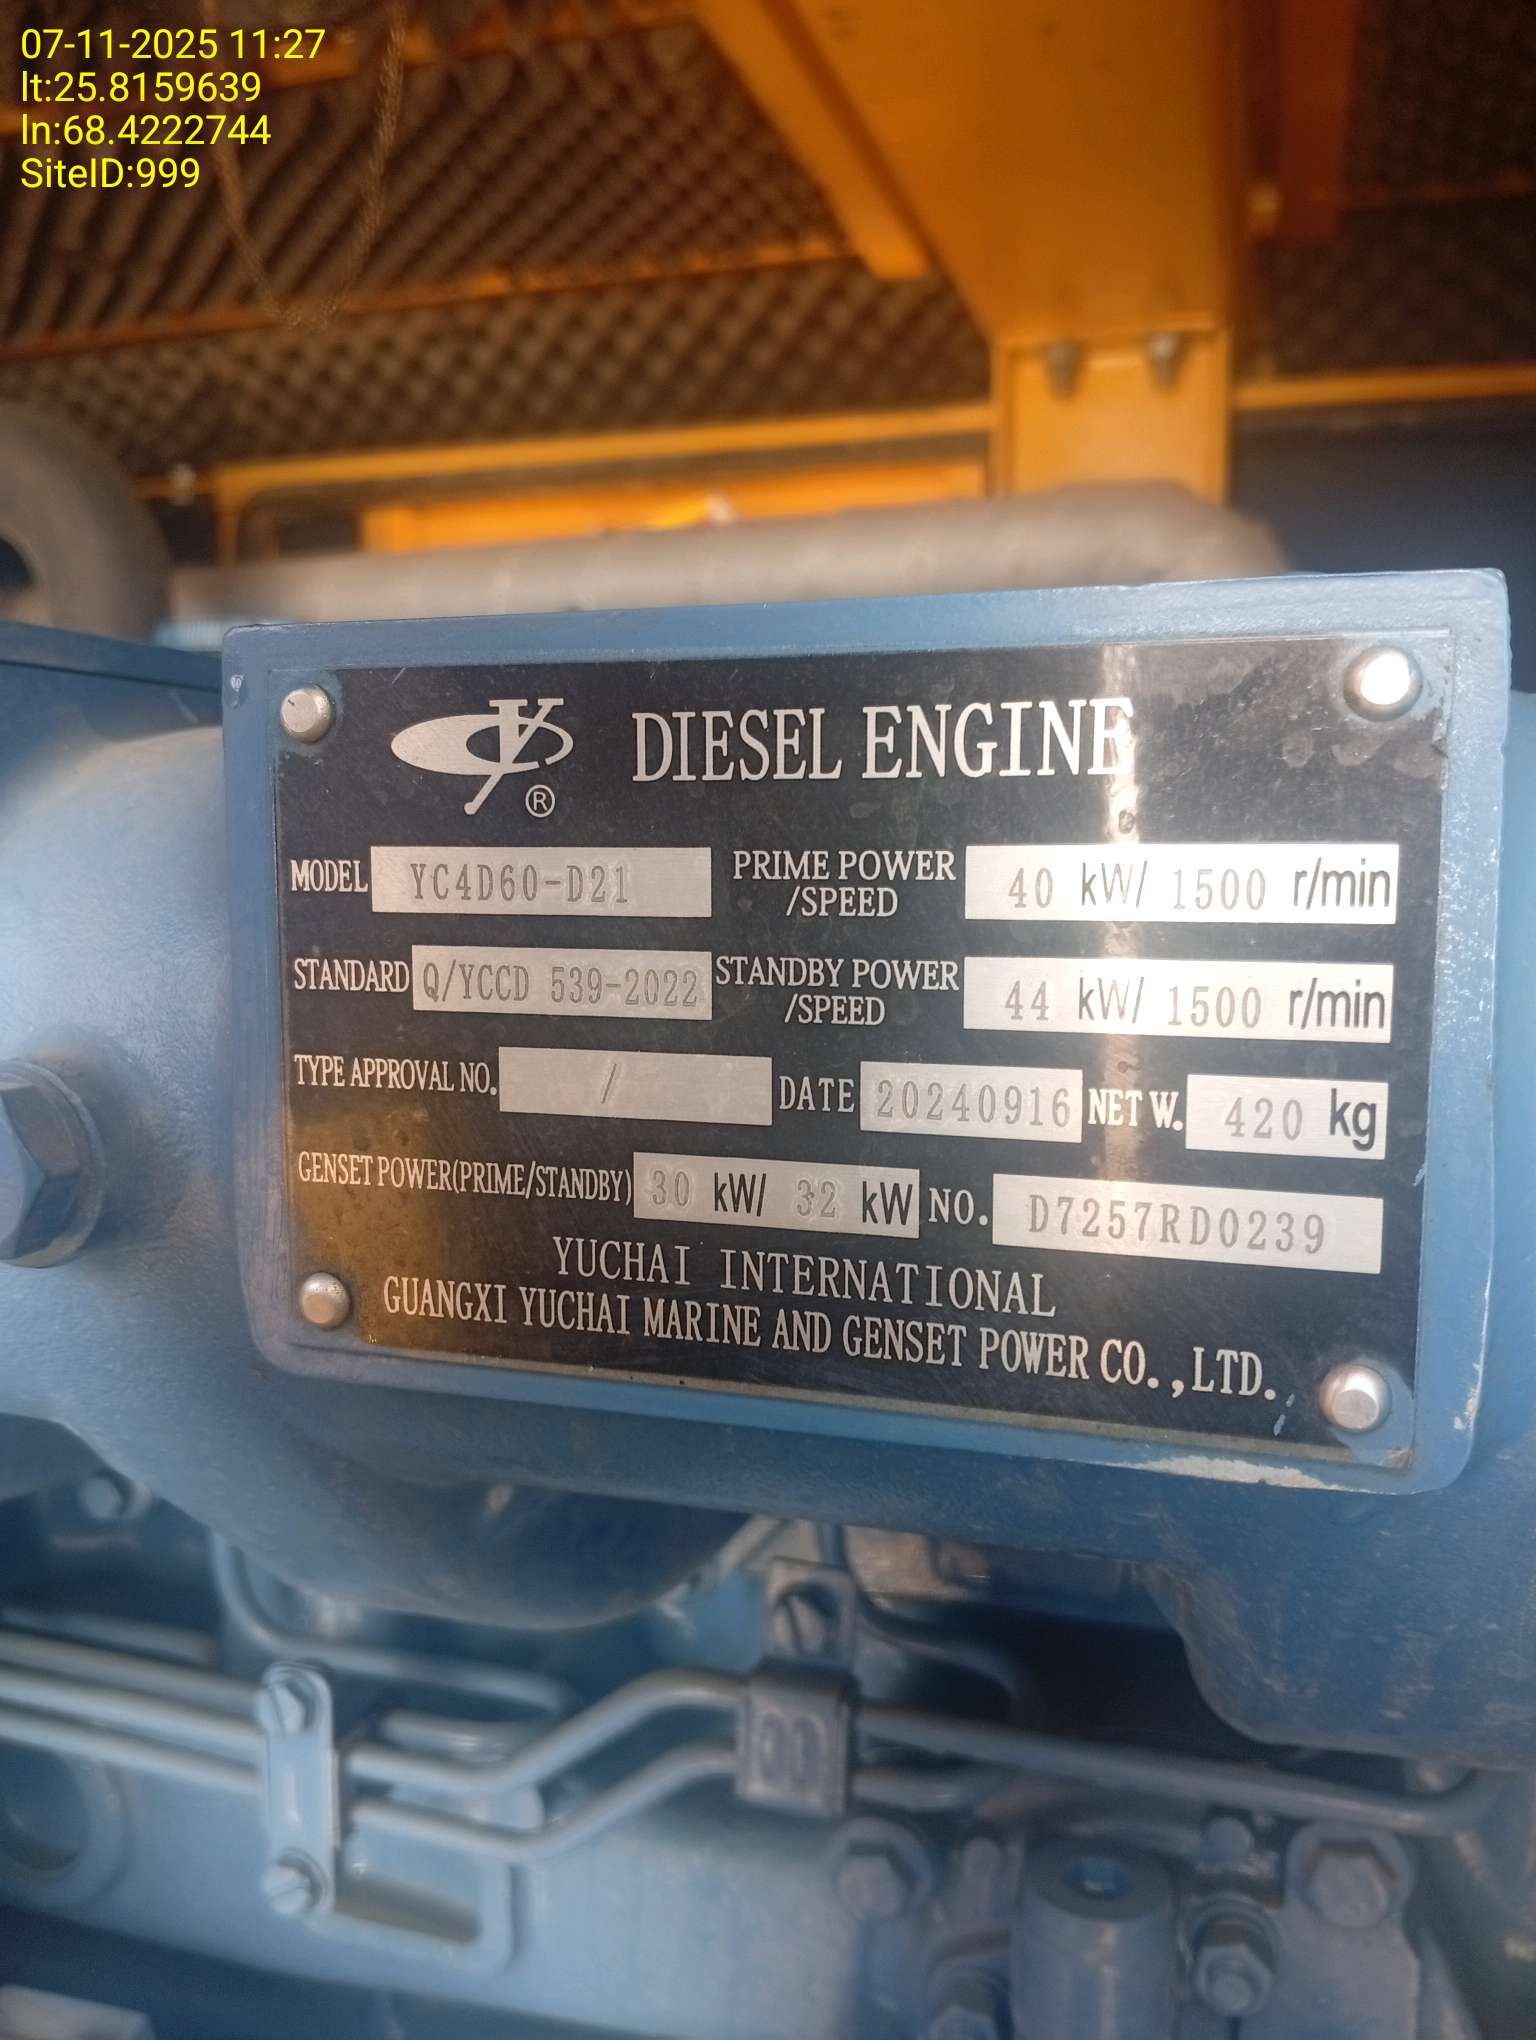 07-11-2025 11:27
lt:25.8159639
ln:68.4222744
SiteID:999
DIESEL ENGINE
®
MODEL YC4D60-D21 PRIME POWER /SPEED 40 kW/ 1500 r/min
STANDARD Q/YCCD 539-2022 STANDBY POWER /SPEED 44 kW/ 1500 r/min
TYPE APPROVAL NO. / DATE 20240916 NET W. 420 kg
GENSET POWER(PRIME/STANDBY) 30 kW/ 32 kW NO. D7257RD0239
YUCHAI INTERNATIONAL
GUANGXI YUCHAI MARINE AND GENSET POWER CO.,LTD.